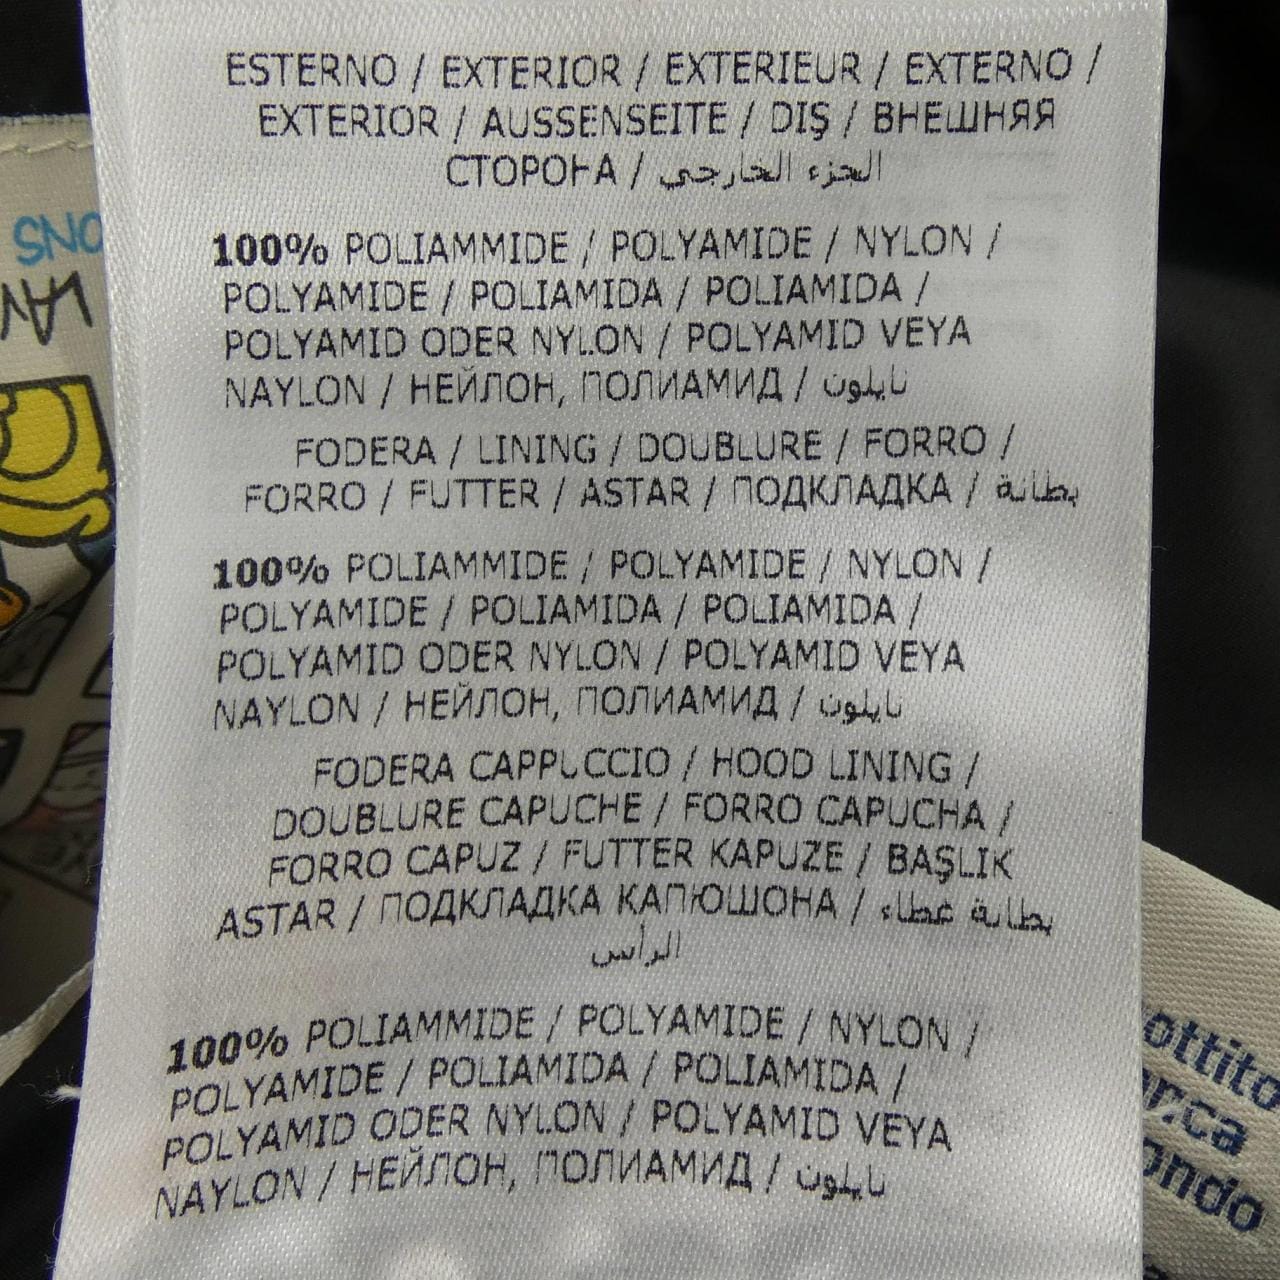 ESTERNO / EXTERIOR / EXTERIEUR / EXTERNO /
EXTERIOR / AUSSENSEITE / DIŞ / ВНЕШНЯЯ
СТОРОНА / الجزء الخارجي
100% POLIAMMIDE / POLYAMIDE / NYLON /
POLYAMIDE / POLIAMIDA / POLIAMIDA /
POLYAMID ODER NYLON / POLYAMID VEYA
NAYLON / НЕЙЛОН, ПОЛИАМИД / نايلون
FODERA / LINING / DOUBLURE / FORRO /
FORRO / FUTTER / ASTAR / ПОДКЛАДКА / بطانة
100% POLIAMMIDE / POLYAMIDE / NYLON /
POLYAMIDE / POLIAMIDA / POLIAMIDA /
POLYAMID ODER NYLON / POLYAMID VEYA
NAYLON / НЕЙЛОН, ПОЛИАМИД / نايلون
FODERA CAPPUCCIO / HOOD LINING /
DOUBLURE CAPUCHE / FORRO CAPUCHA /
FORRO CAPUZ / FUTTER KAPUZE / BAŞLIK
ASTAR / ПОДКЛАДКА КАПЮШОНА / بطانة غطاء
الرأس
100% POLIAMMIDE / POLYAMIDE / NYLON /
POLYAMIDE / POLIAMIDA / POLIAMIDA /
POLYAMID ODER NYLON / POLYAMID VEYA
NAYLON / НЕЙЛОН, ПОЛИАМИД / نايلون